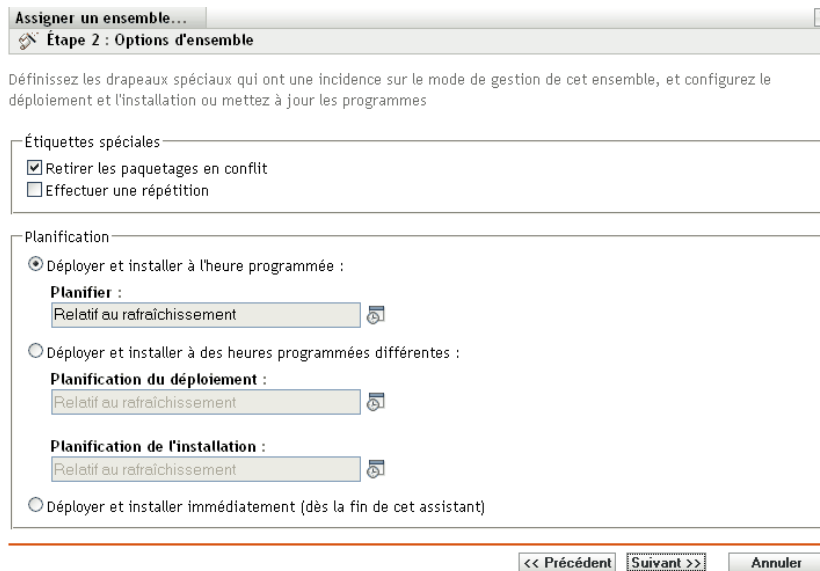 Assigner un ensemble...
Étape 2 : Options d'ensemble
Définissez les drapeaux spéciaux qui ont une incidence sur le mode de gestion de cet ensemble, et configurez le
déploiement et l'installation ou mettez à jour les programmes
Étiquettes spéciales
Retirer les paquetages en conflit
Effectuer une répétition
Planification
Déployer et installer à l'heure programmée :
Planifier :
Relatif au rafraîchissement
Déployer et installer à des heures programmées différentes :
Planification du déploiement :
Relatif au rafraîchissement
Planification de l'installation :
Relatif au rafraîchissement
Déployer et installer immédiatement (dès la fin de cet assistant)
<< Précédent Suivant >> Annuler